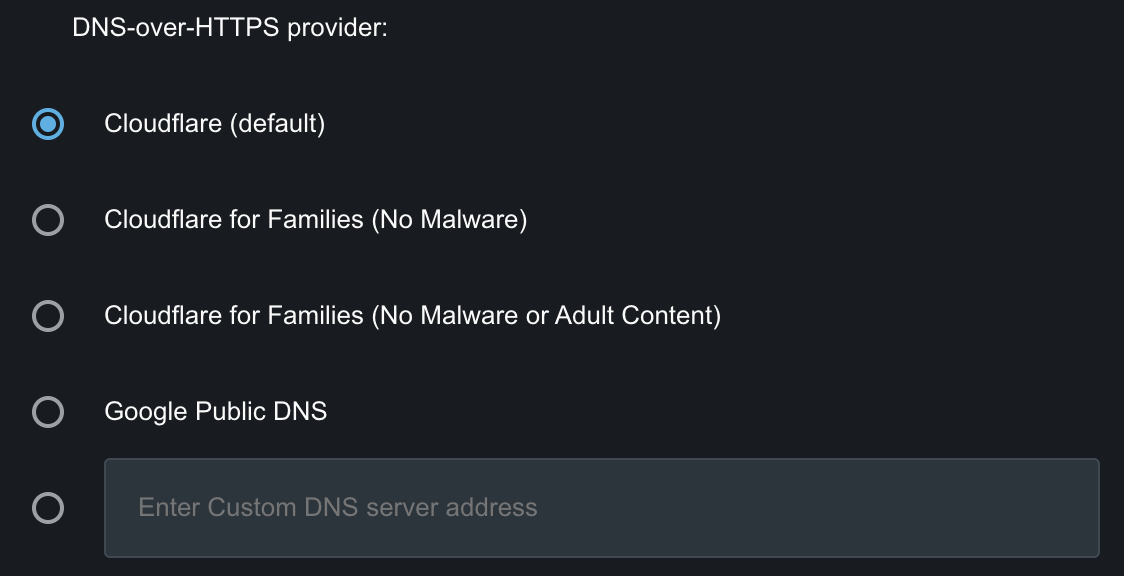 DNS-over-HTTPS provider:
Cloudflare (default)
Cloudflare for Families (No Malware)
Cloudflare for Families (No Malware or Adult Content)
Google Public DNS
Enter Custom DNS server address